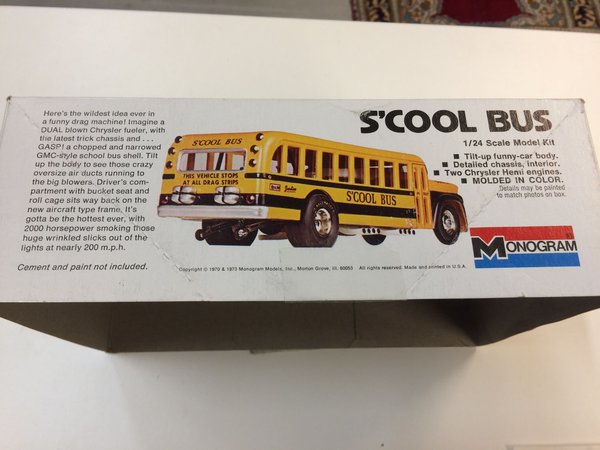 Here's the wildest idea ever in
a funny drag machine! Imagine a
DUAL blown Chrysler fueler, with
the latest trick chassis and . . .
GASP! a chopped and narrowed
GMC-style school bus shell. Tilt
up the body to see those crazy
oversize air ducts running to
the big blowers. Driver's com-
partment with bucket seat and
roll cage sits way back on the
new aircraft type frame. It's
gotta be the hottest ever, with
2000 horsepower smoking those
huge wrinkled slicks out of the
lights at nearly 200 m.p.h.
Cement and paint not included.
S'COOL BUS
THIS VEHICLE STOPS
AT ALL DRAG STRIPS
S'COOL BUS
Copyright © 1970 & 1973 Monogram Models, Inc., Morton Grove, Ill. 60053 All rights reserved. Made and printed in U.S.A.
S'COOL BUS
1/24 Scale Model Kit
■ Tilt-up funny-car body.
■ Detailed chassis, interior.
■ Two Chrysler Hemi engines.
■ MOLDED IN COLOR.
Details may be painted
to match photos on box.
MONOGRAM